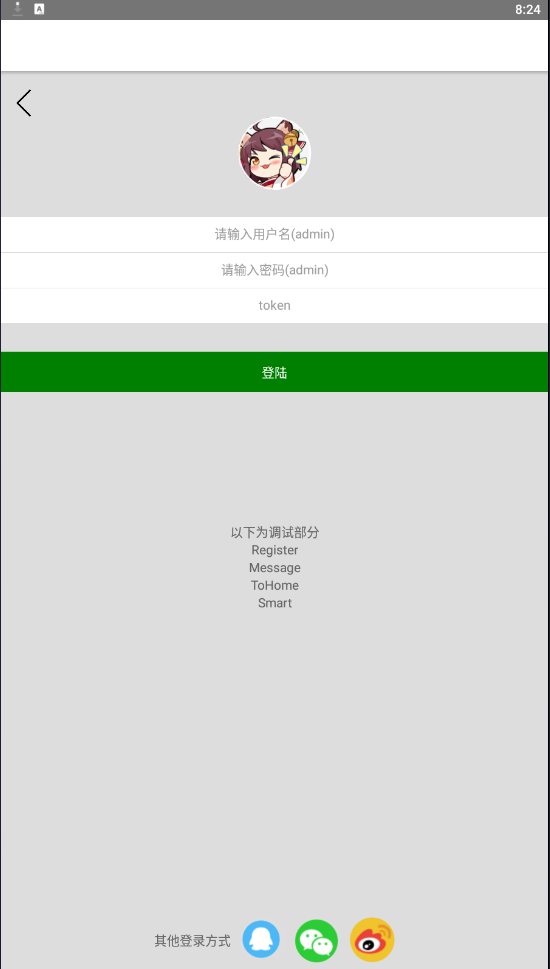 8:24
请输入用户名(admin)
请输入密码(admin)
token
登陆
以下为调试部分
Register
Message
ToHome
Smart
其他登录方式